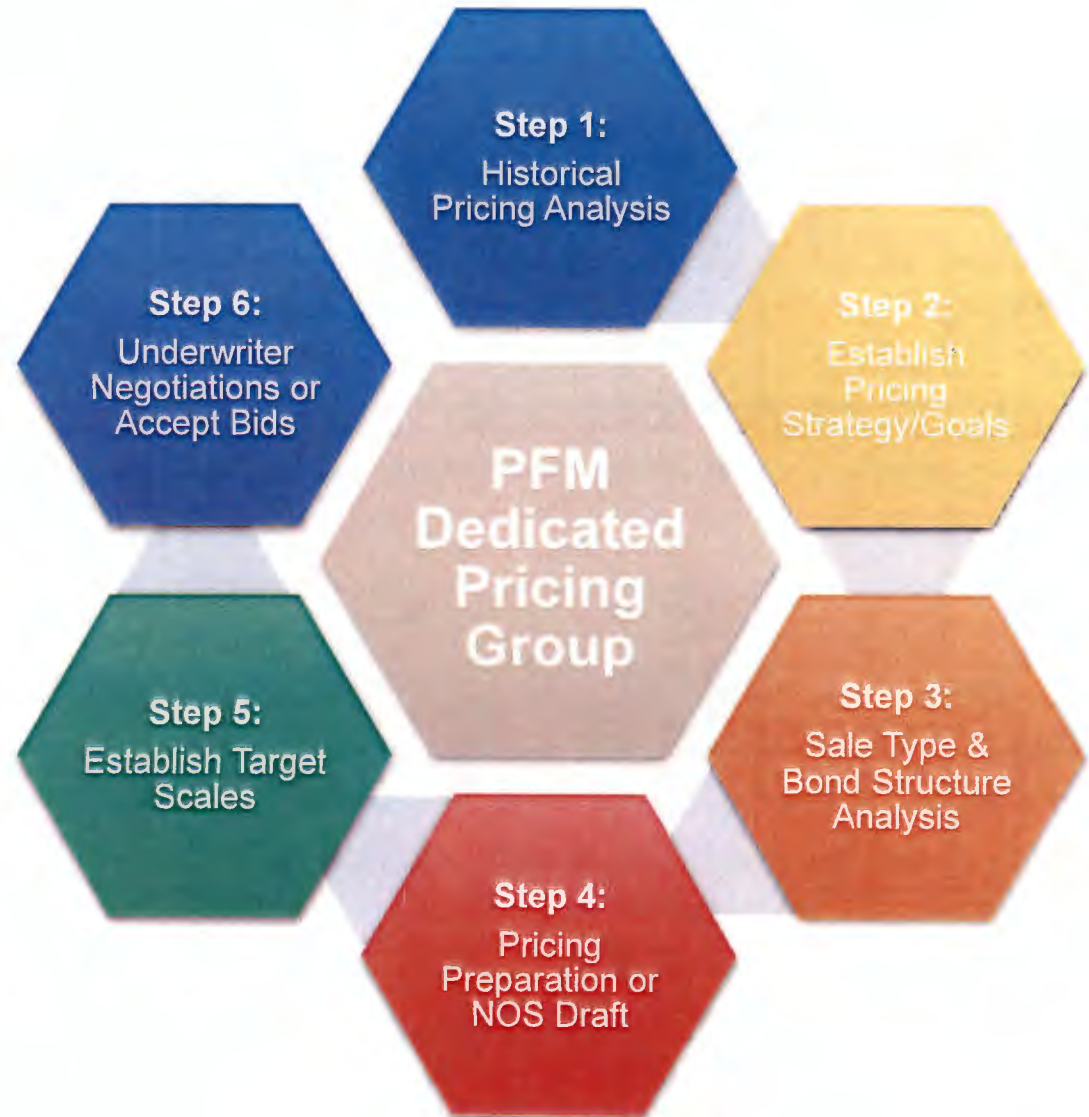 Step 1:
Historical
Pricing Analysis
Step 2:
Establish
Pricing
Strategy/Goals
Step 3:
Sale Type &
Bond Structure
Analysis
Step 4:
Pricing
Preparation or
NOS Draft
Step 5:
Establish Target
Scales
Step 6:
Underwriter
Negotiations or
Accept Bids
PFM
Dedicated
Pricing
Group